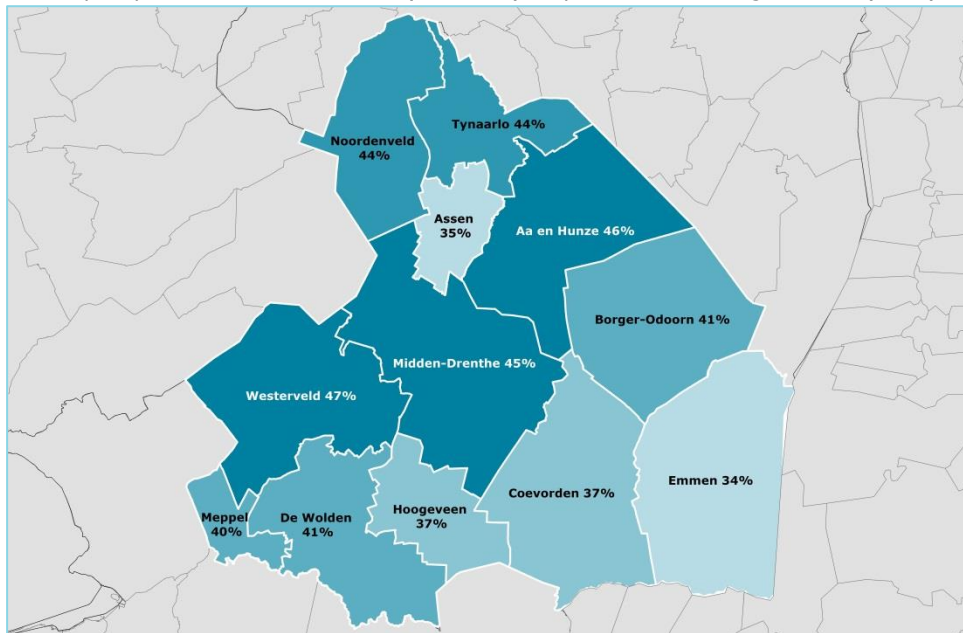 Noordenveld
44%
Tynaarlo 44%
Assen
35%
Aa en Hunze 46%
Borger-Odoorn 41%
Midden-Drenthe 45%
Westerveld 47%
Emmen 34%
Coevorden 37%
Hoogeveen
37%
De Wolden
41%
Meppel
40%